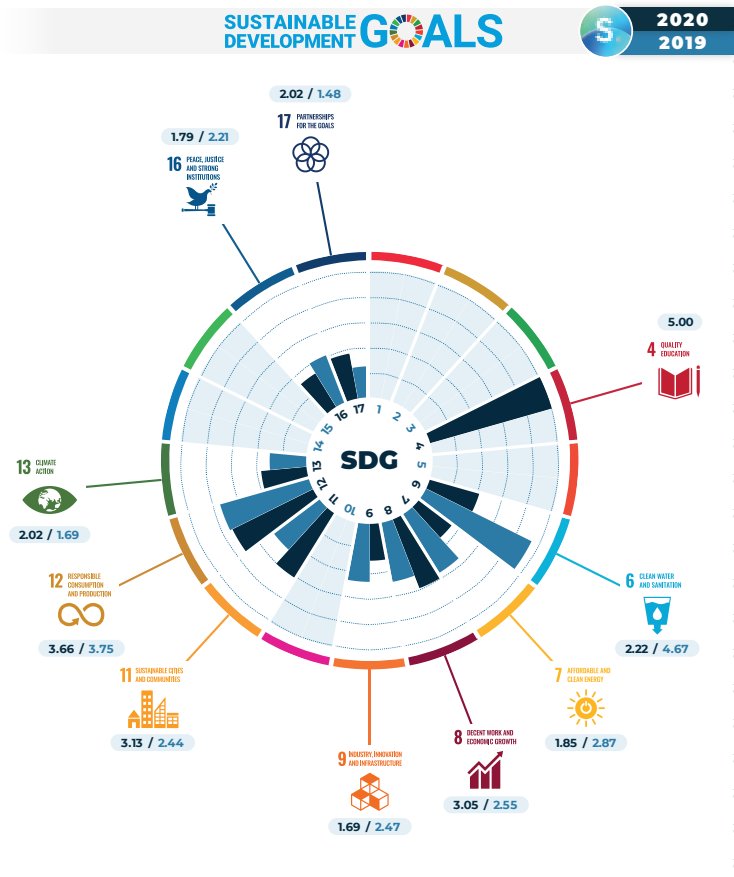 SUSTAINABLE
DEVELOPMENT
GOALS
S
2020
2019
2.02 / 1.48
17 PARTNERSHIPS
FOR THE GOALS
1.79 / 2.21
16 PEACE, JUSTICE
AND STRONG
INSTITUTIONS
5.00
4 QUALITY
EDUCATION
SDG
1
2
3
4
5
6
7
8
9
10
11
12
13
14
15
16
17
13 CLIMATE
ACTION
2.02 / 1.69
12 RESPONSIBLE
CONSUMPTION
AND PRODUCTION
3.66 / 3.75
11 SUSTAINABLE CITIES
AND COMMUNITIES
3.13 / 2.44
9 INDUSTRY, INNOVATION
AND INFRASTRUCTURE
1.69 / 2.47
8 DECENT WORK AND
ECONOMIC GROWTH
3.05 / 2.55
7 AFFORDABLE AND
CLEAN ENERGY
1.85 / 2.87
6 CLEAN WATER
AND SANITATION
2.22 / 4.67